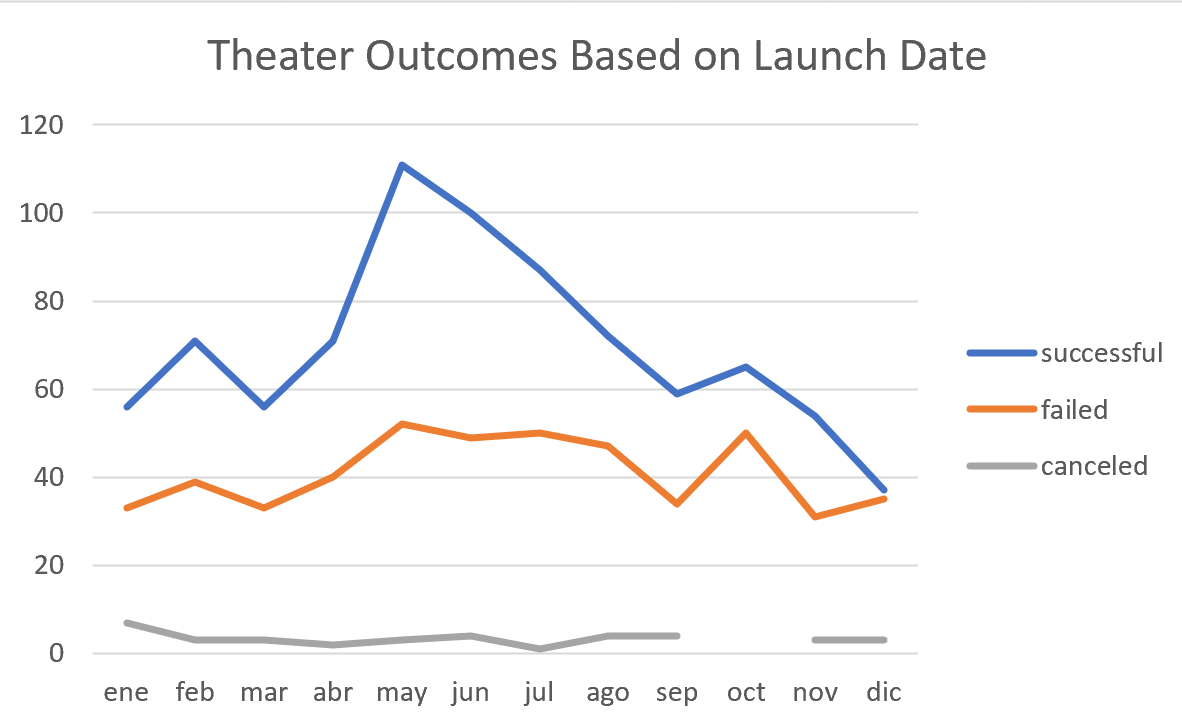 Theater Outcomes Based on Launch Date
120
100
80
60
40
20
0
ene feb mar abr may jun jul ago sep oct nov dic
successful
failed
canceled